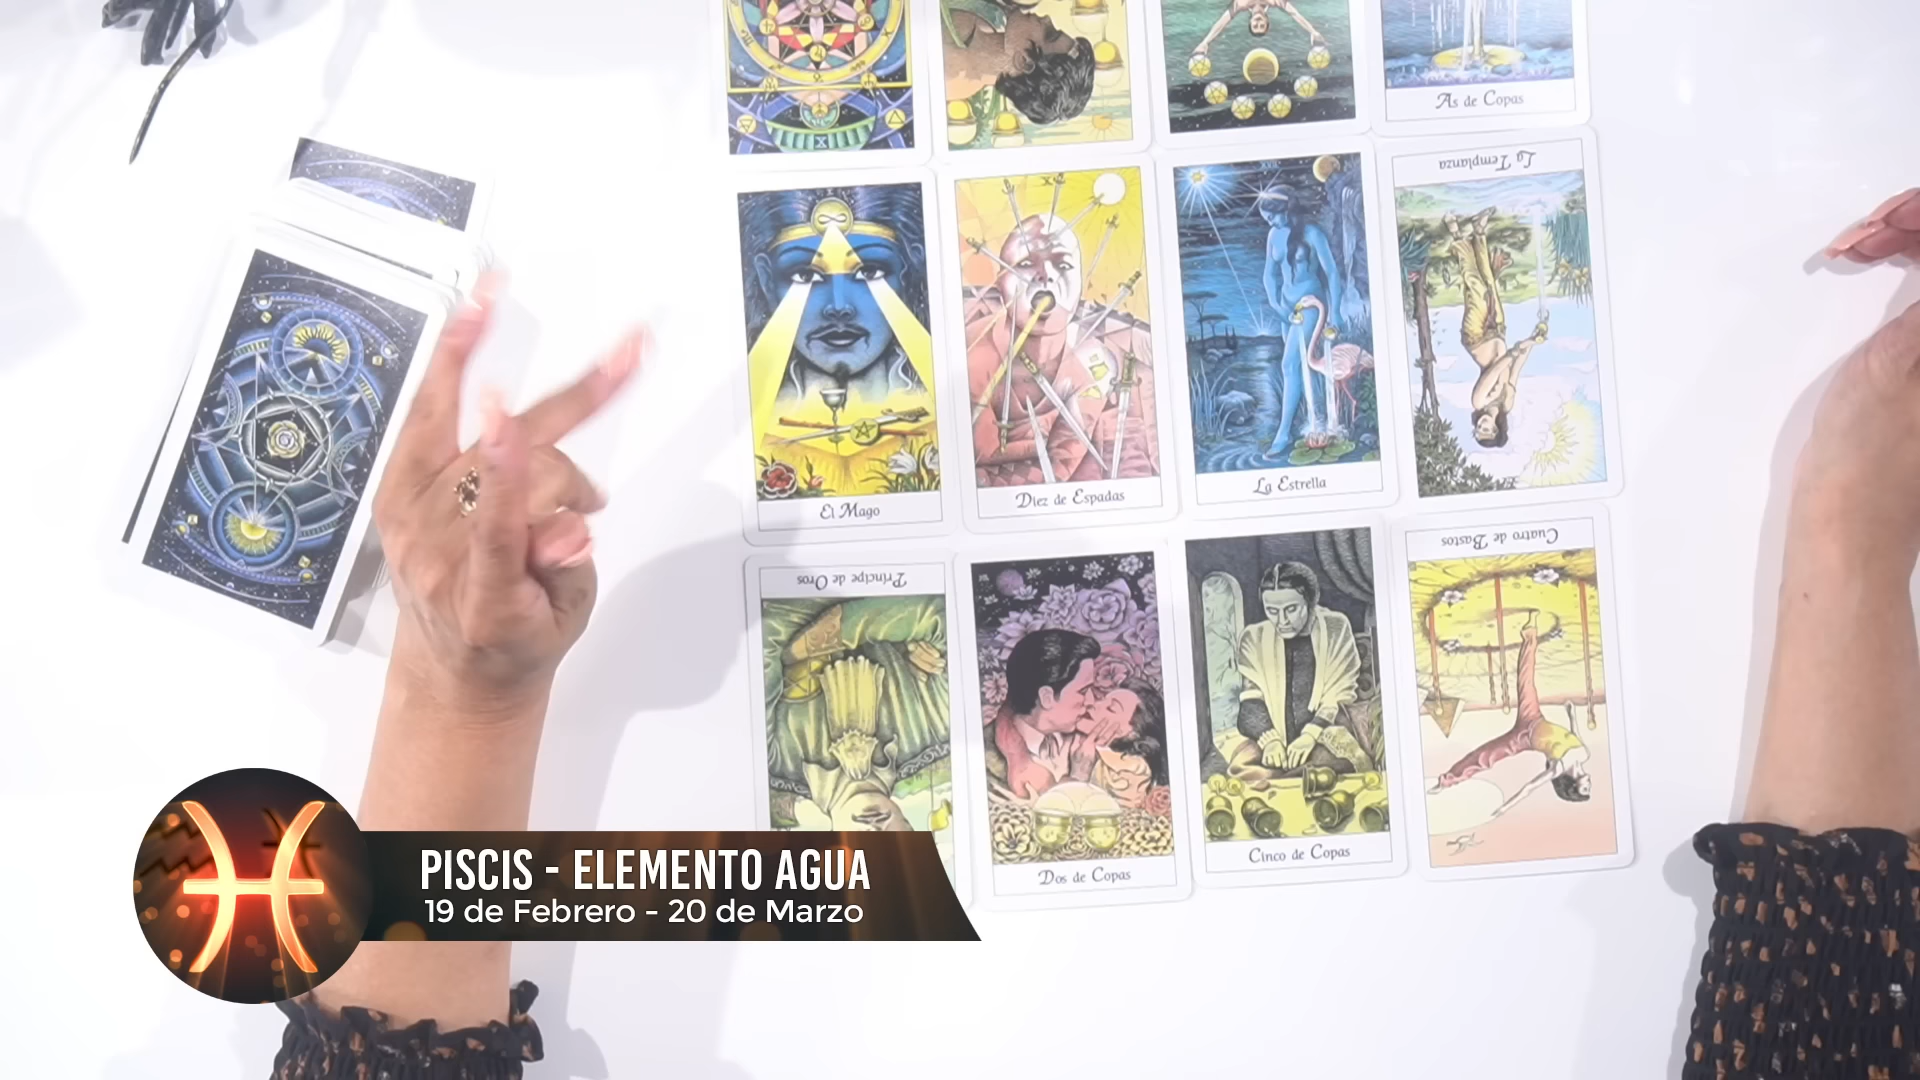 As de Copas
La Templanza
El Mago
X
Diez de Espadas
XVII
La Estrella
Príncipe de Oros
Dos de Copas
Cinco de Copas
Cuatro de Bastos
PISCIS - ELEMENTO AGUA
19 de Febrero - 20 de Marzo